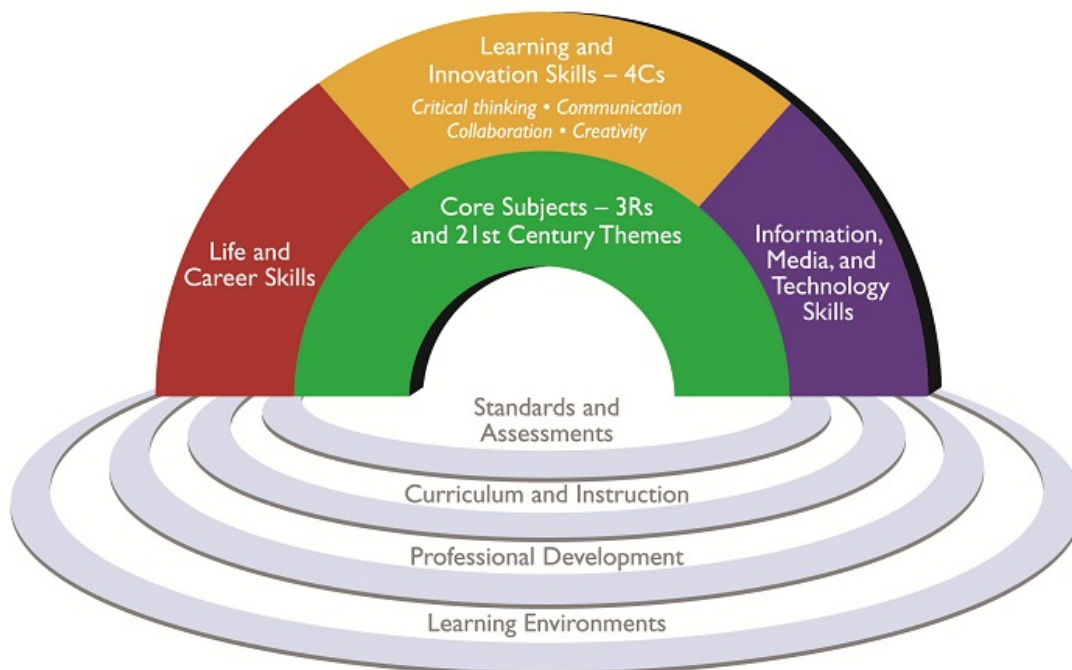 Learning and
Innovation Skills – 4Cs
Critical thinking • Communication
Collaboration • Creativity
Core Subjects – 3Rs
and 21st Century Themes
Life and
Career Skills
Information,
Media, and
Technology
Skills
Standards and
Assessments
Curriculum and Instruction
Professional Development
Learning Environments